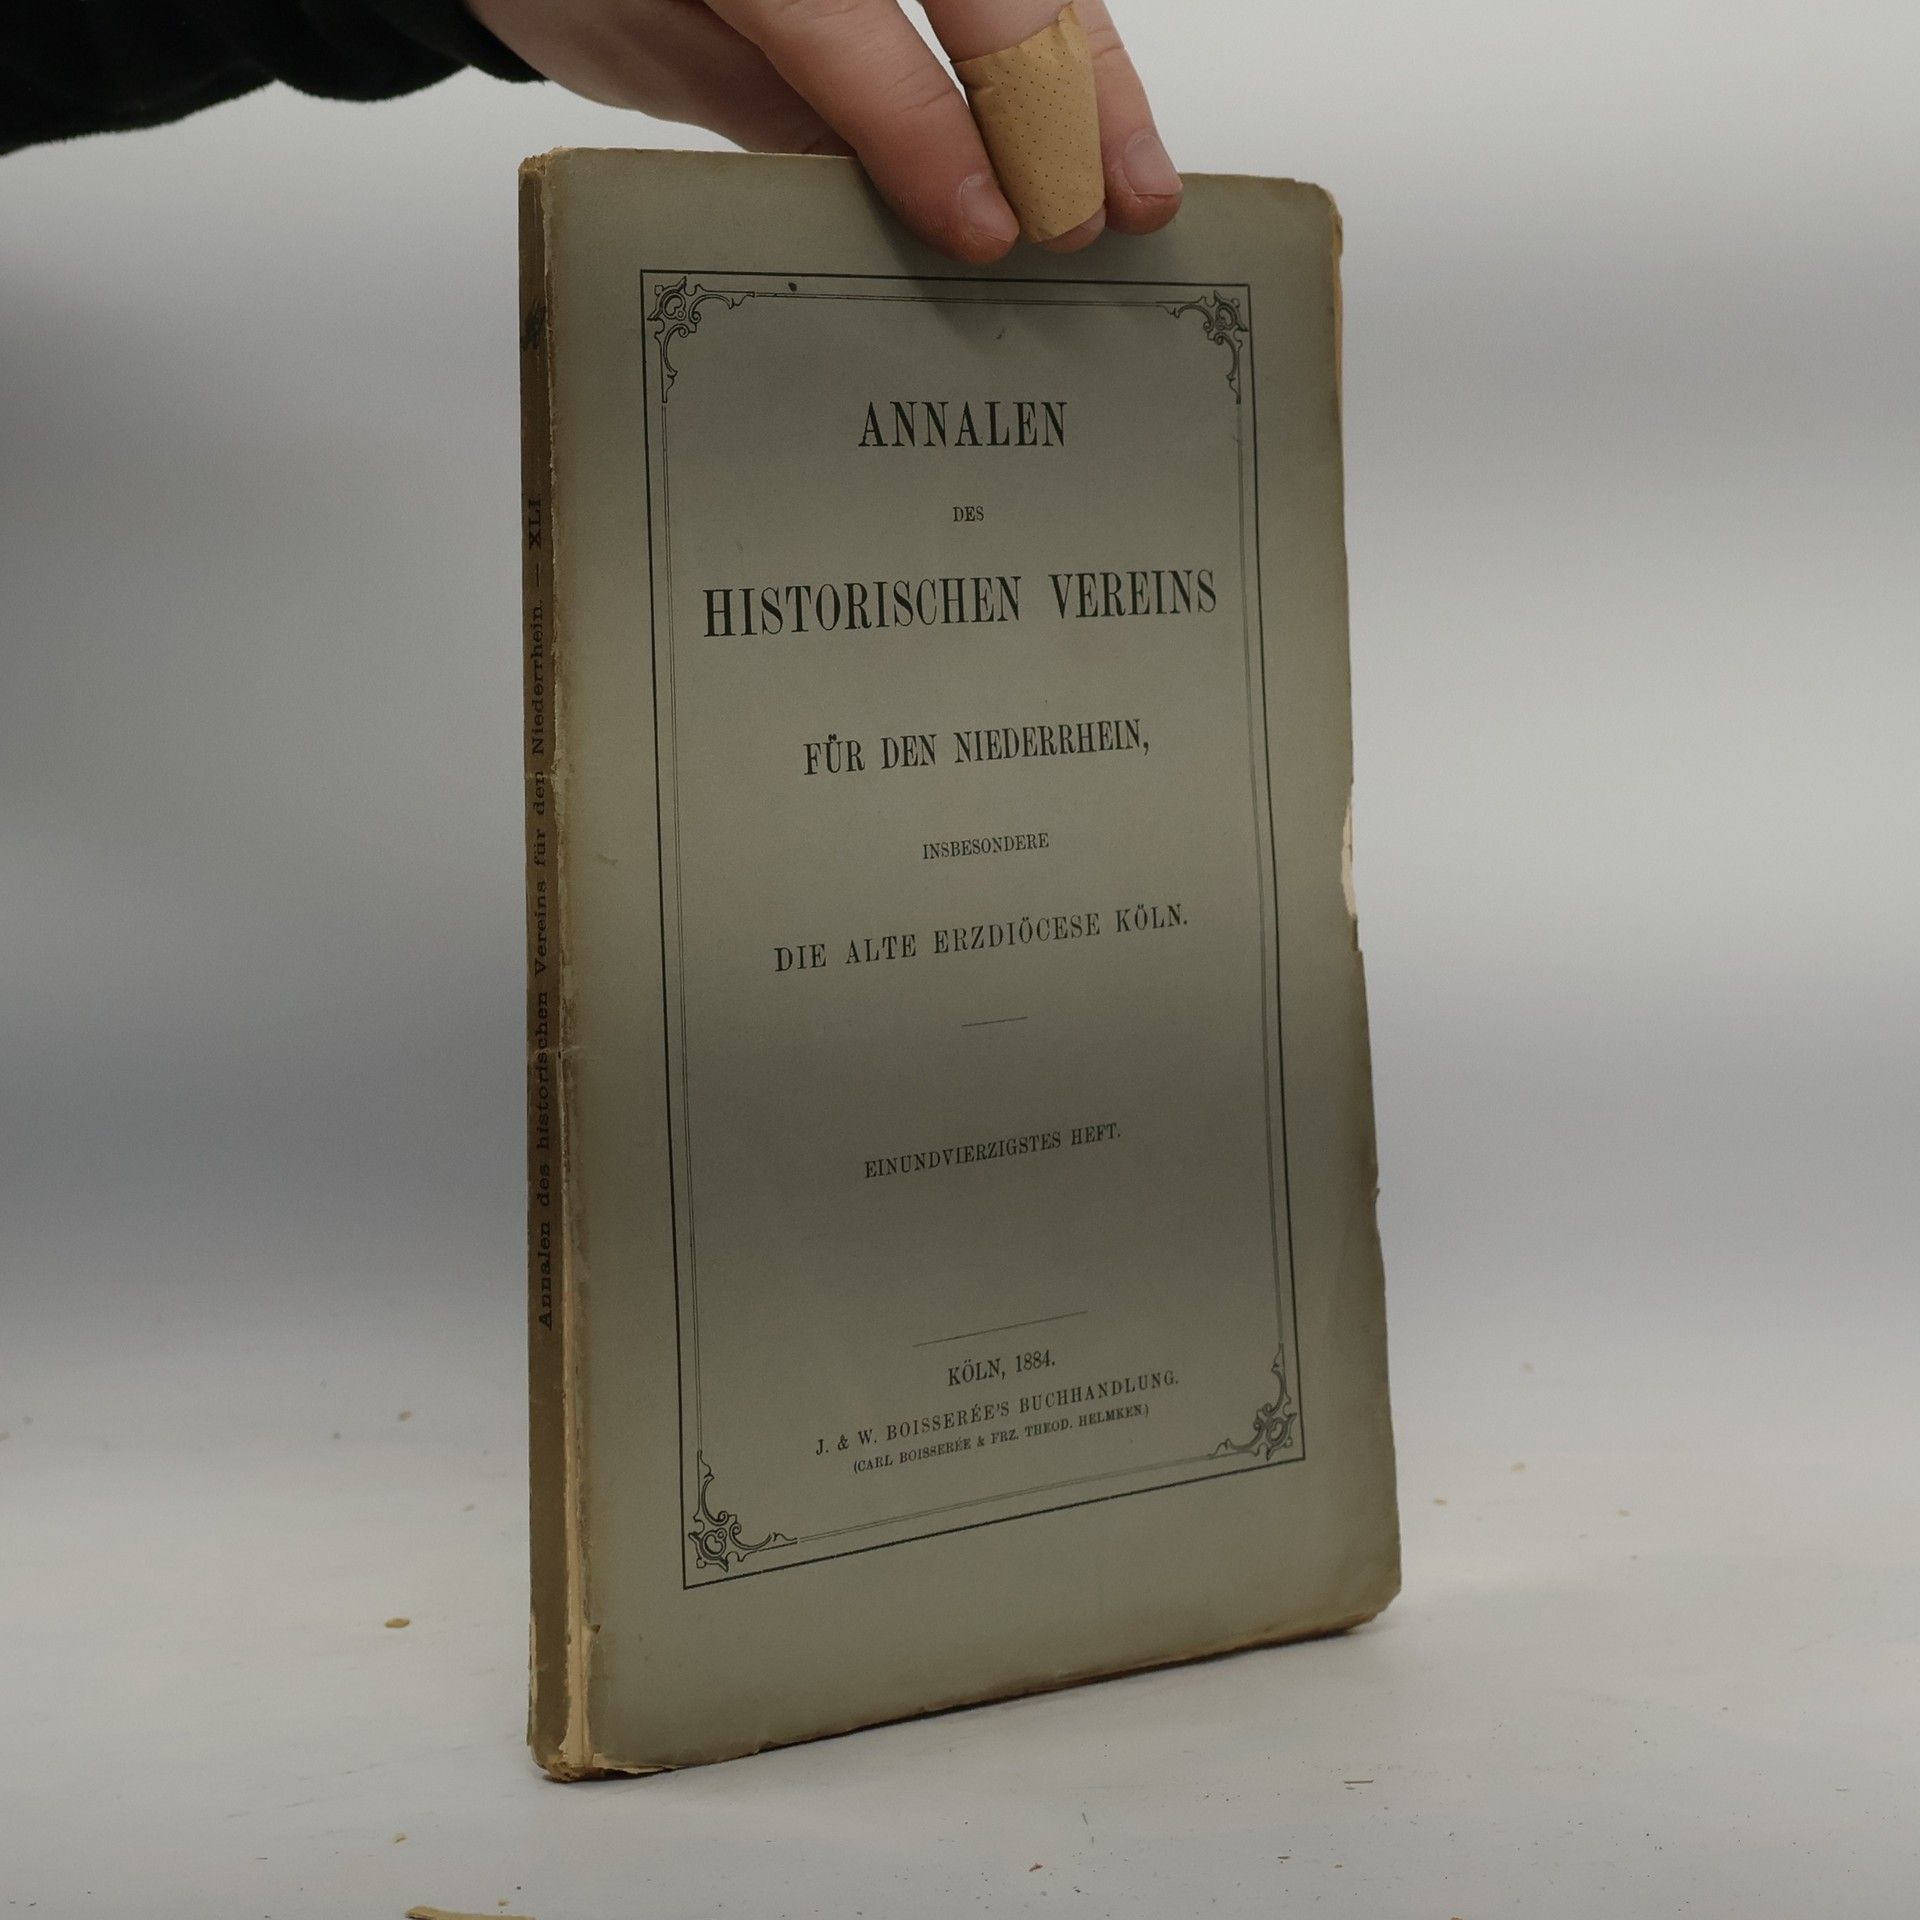 ANNALEN
DES
HISTORISCHEN VEREINS
FÜR DEN NIEDERRHEIN,
INSBESONDERE
DIE ALTE ERZDIÖCESE KÖLN.
EINUNDVIERZIGSTES HEFT.
KÖLN, 1884.
J. & W. BOISSERÉE'S BUCHHANDLUNG.
(CARL BOISSERÉE & FRZ. THEOD. HELMKEN.)
Annalen des historischen Vereins für den Niederrhein. — XLI